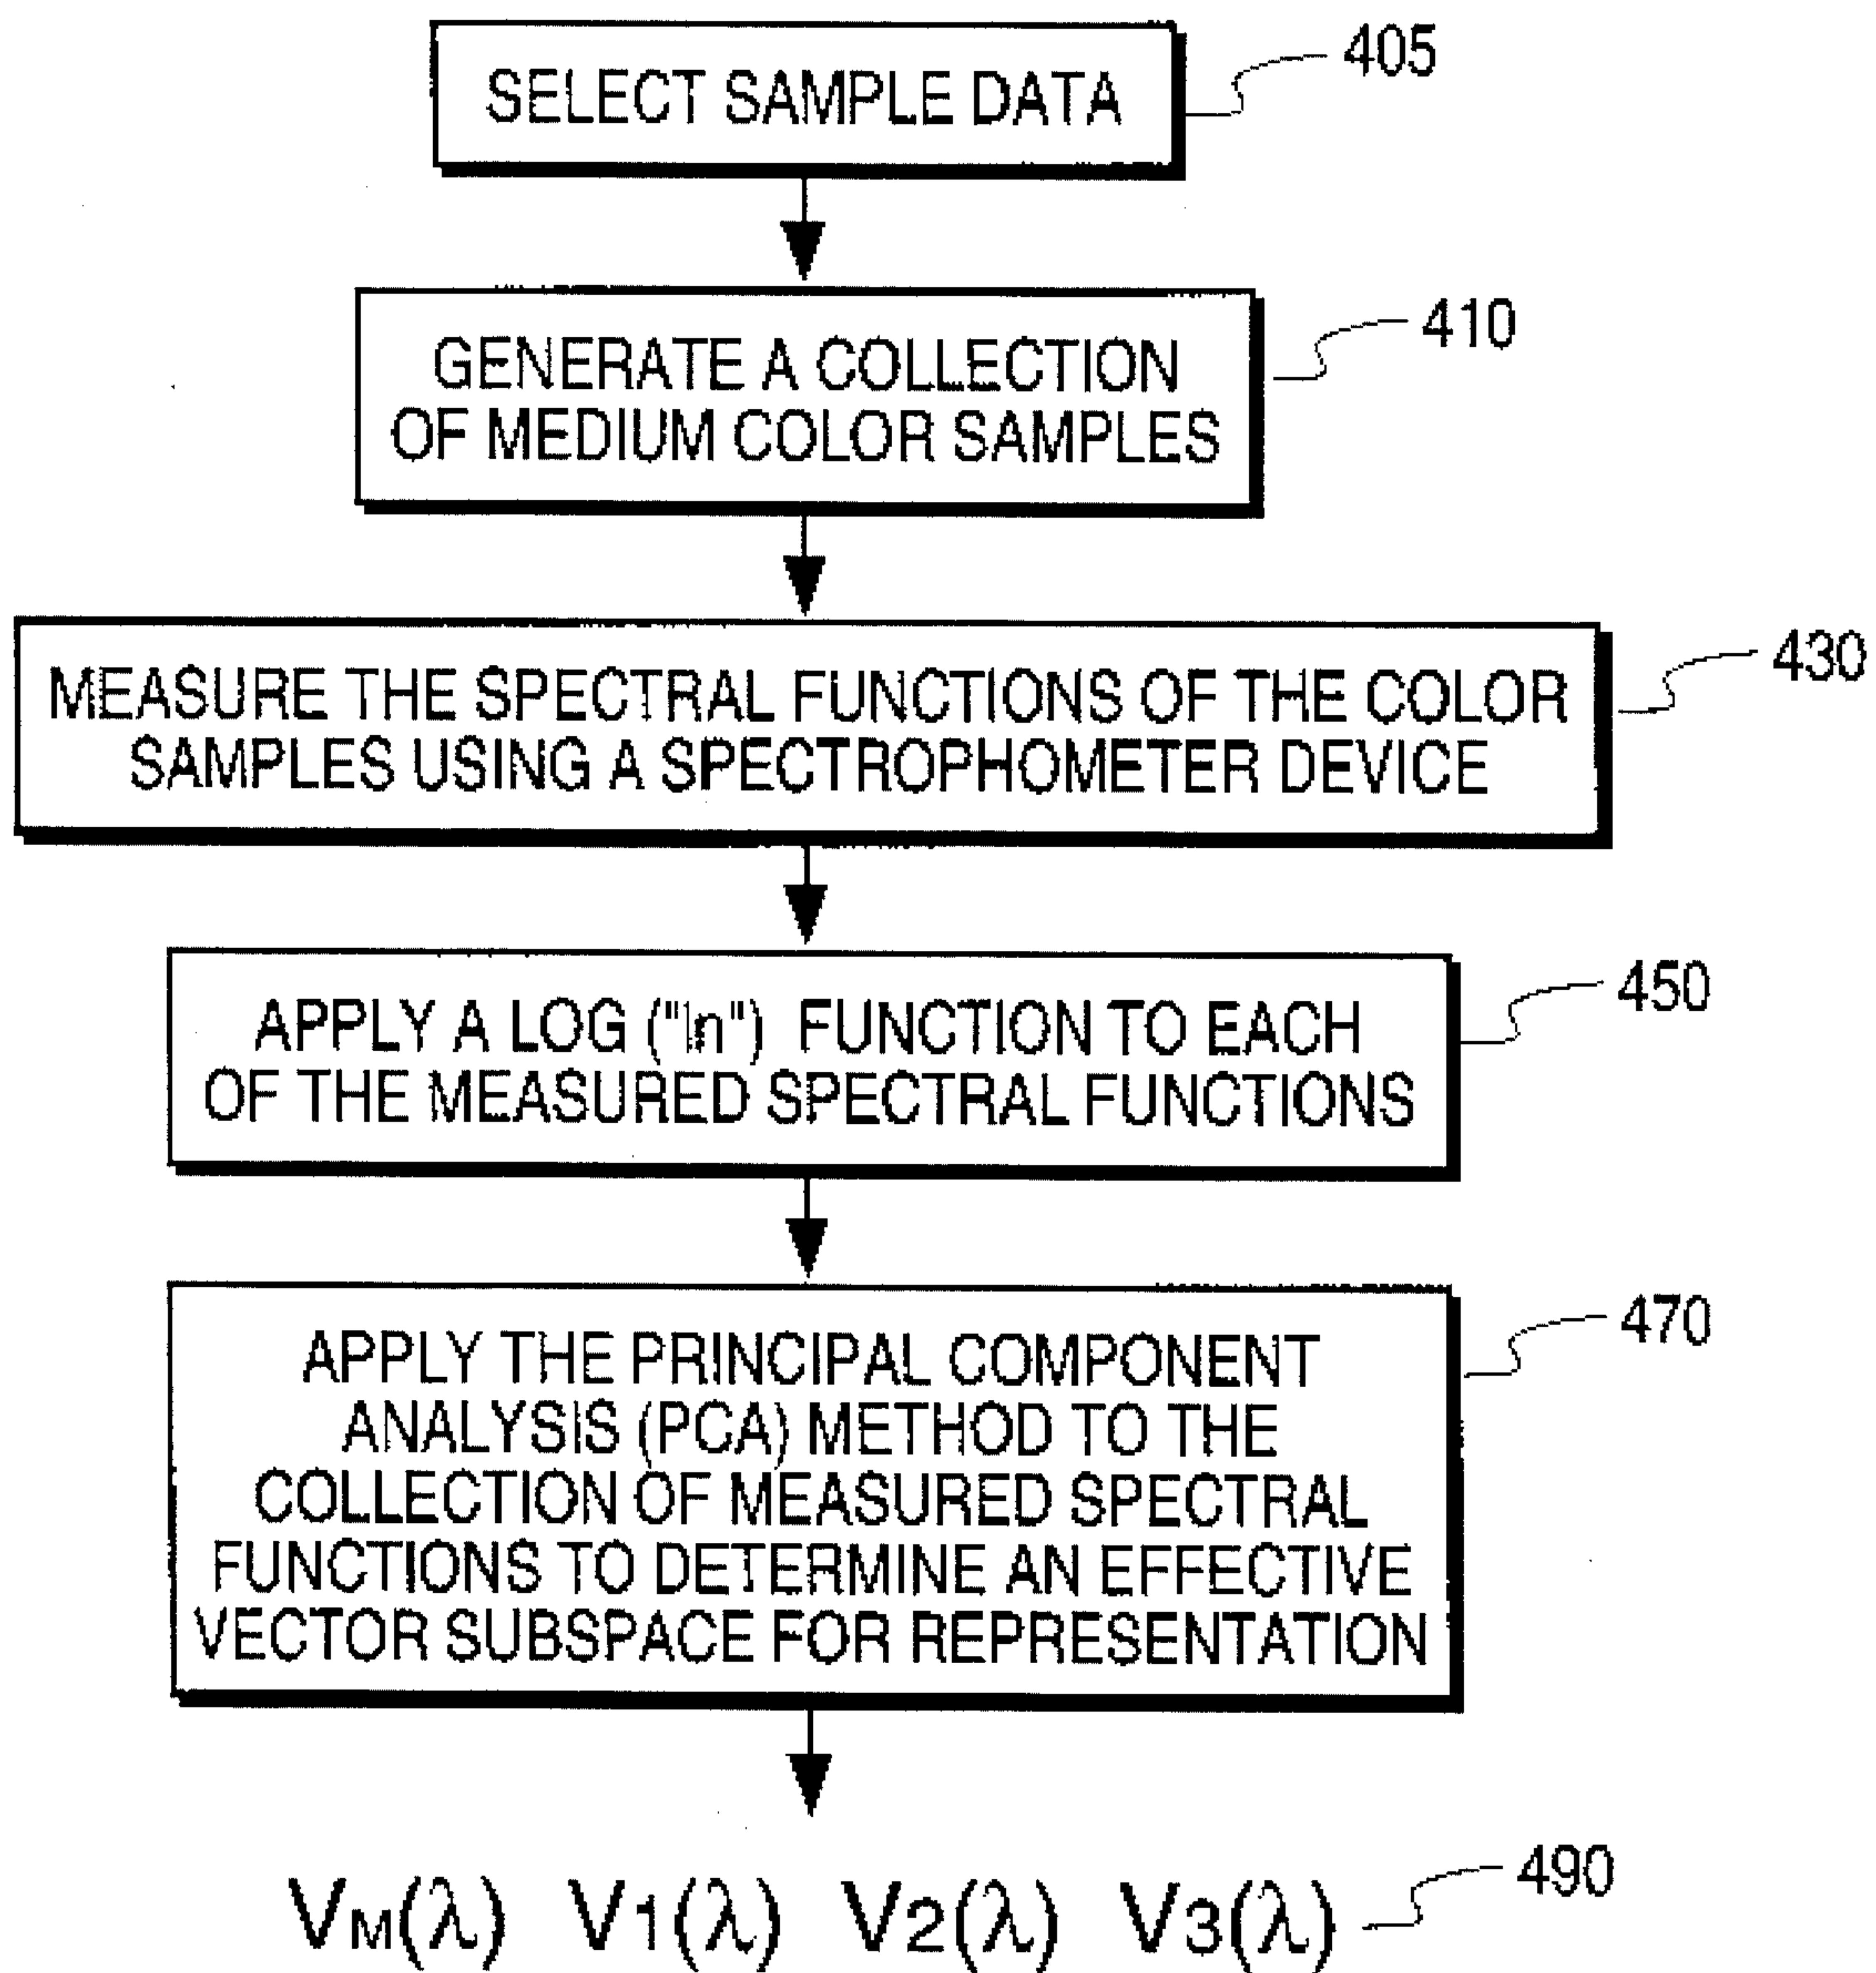 SELECT SAMPLE DATA
405
GENERATE A COLLECTION
OF MEDIUM COLOR SAMPLES
410
MEASURE THE SPECTRAL FUNCTIONS OF THE COLOR
SAMPLES USING A SPECTROPHOMETER DEVICE
430
APPLY A LOG ("ln") FUNCTION TO EACH
OF THE MEASURED SPECTRAL FUNCTIONS
450
APPLY THE PRINCIPAL COMPONENT
ANALYSIS (PCA) METHOD TO THE
COLLECTION OF MEASURED SPECTRAL
FUNCTIONS TO DETERMINE AN EFFECTIVE
VECTOR SUBSPACE FOR REPRESENTATION
470
VM(λ) V1(λ) V2(λ) V3(λ)
490